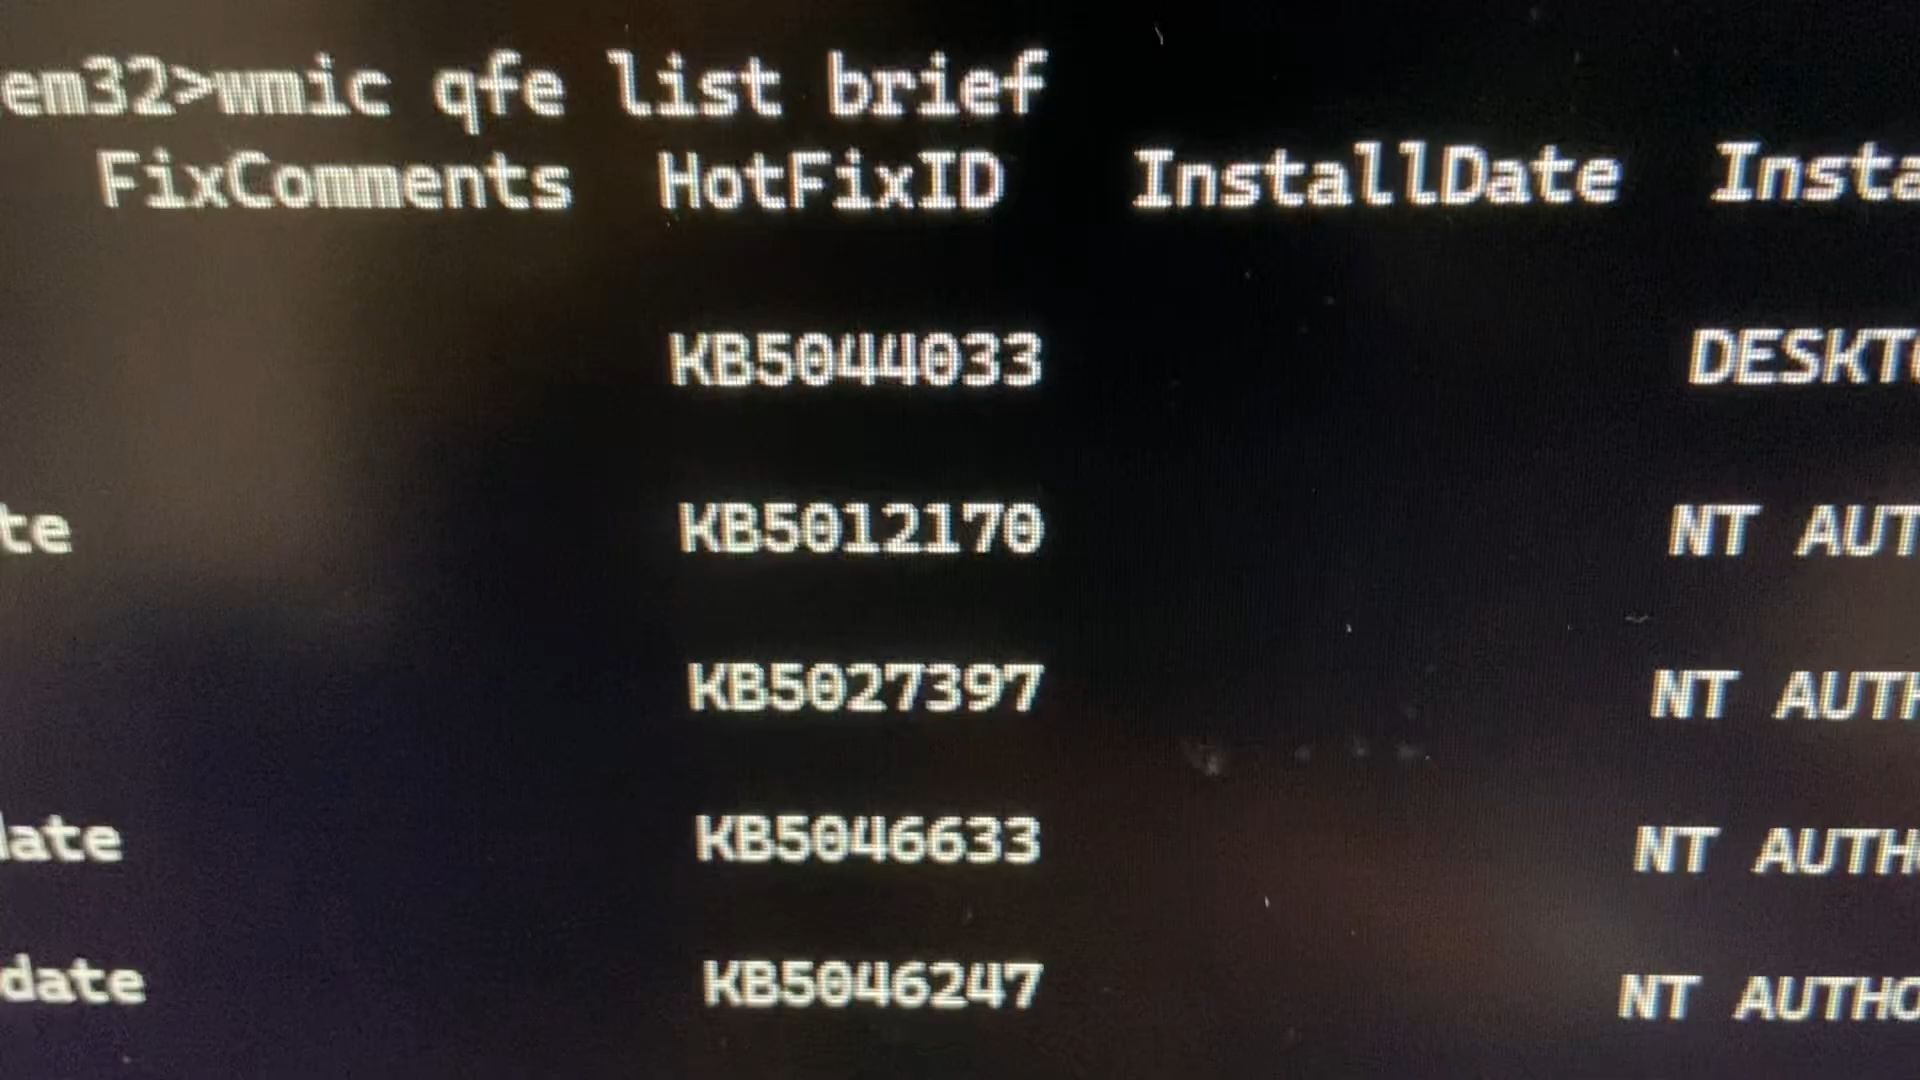 em32>wmic qfe list brief
FixComments HotFixID InstallDate Insta
KB5044033 DESKT
te KB5012170 NT AUT
KB5027397 NT AUTH
date KB5046633 NT AUTH
date KB5046247 NT AUTHO